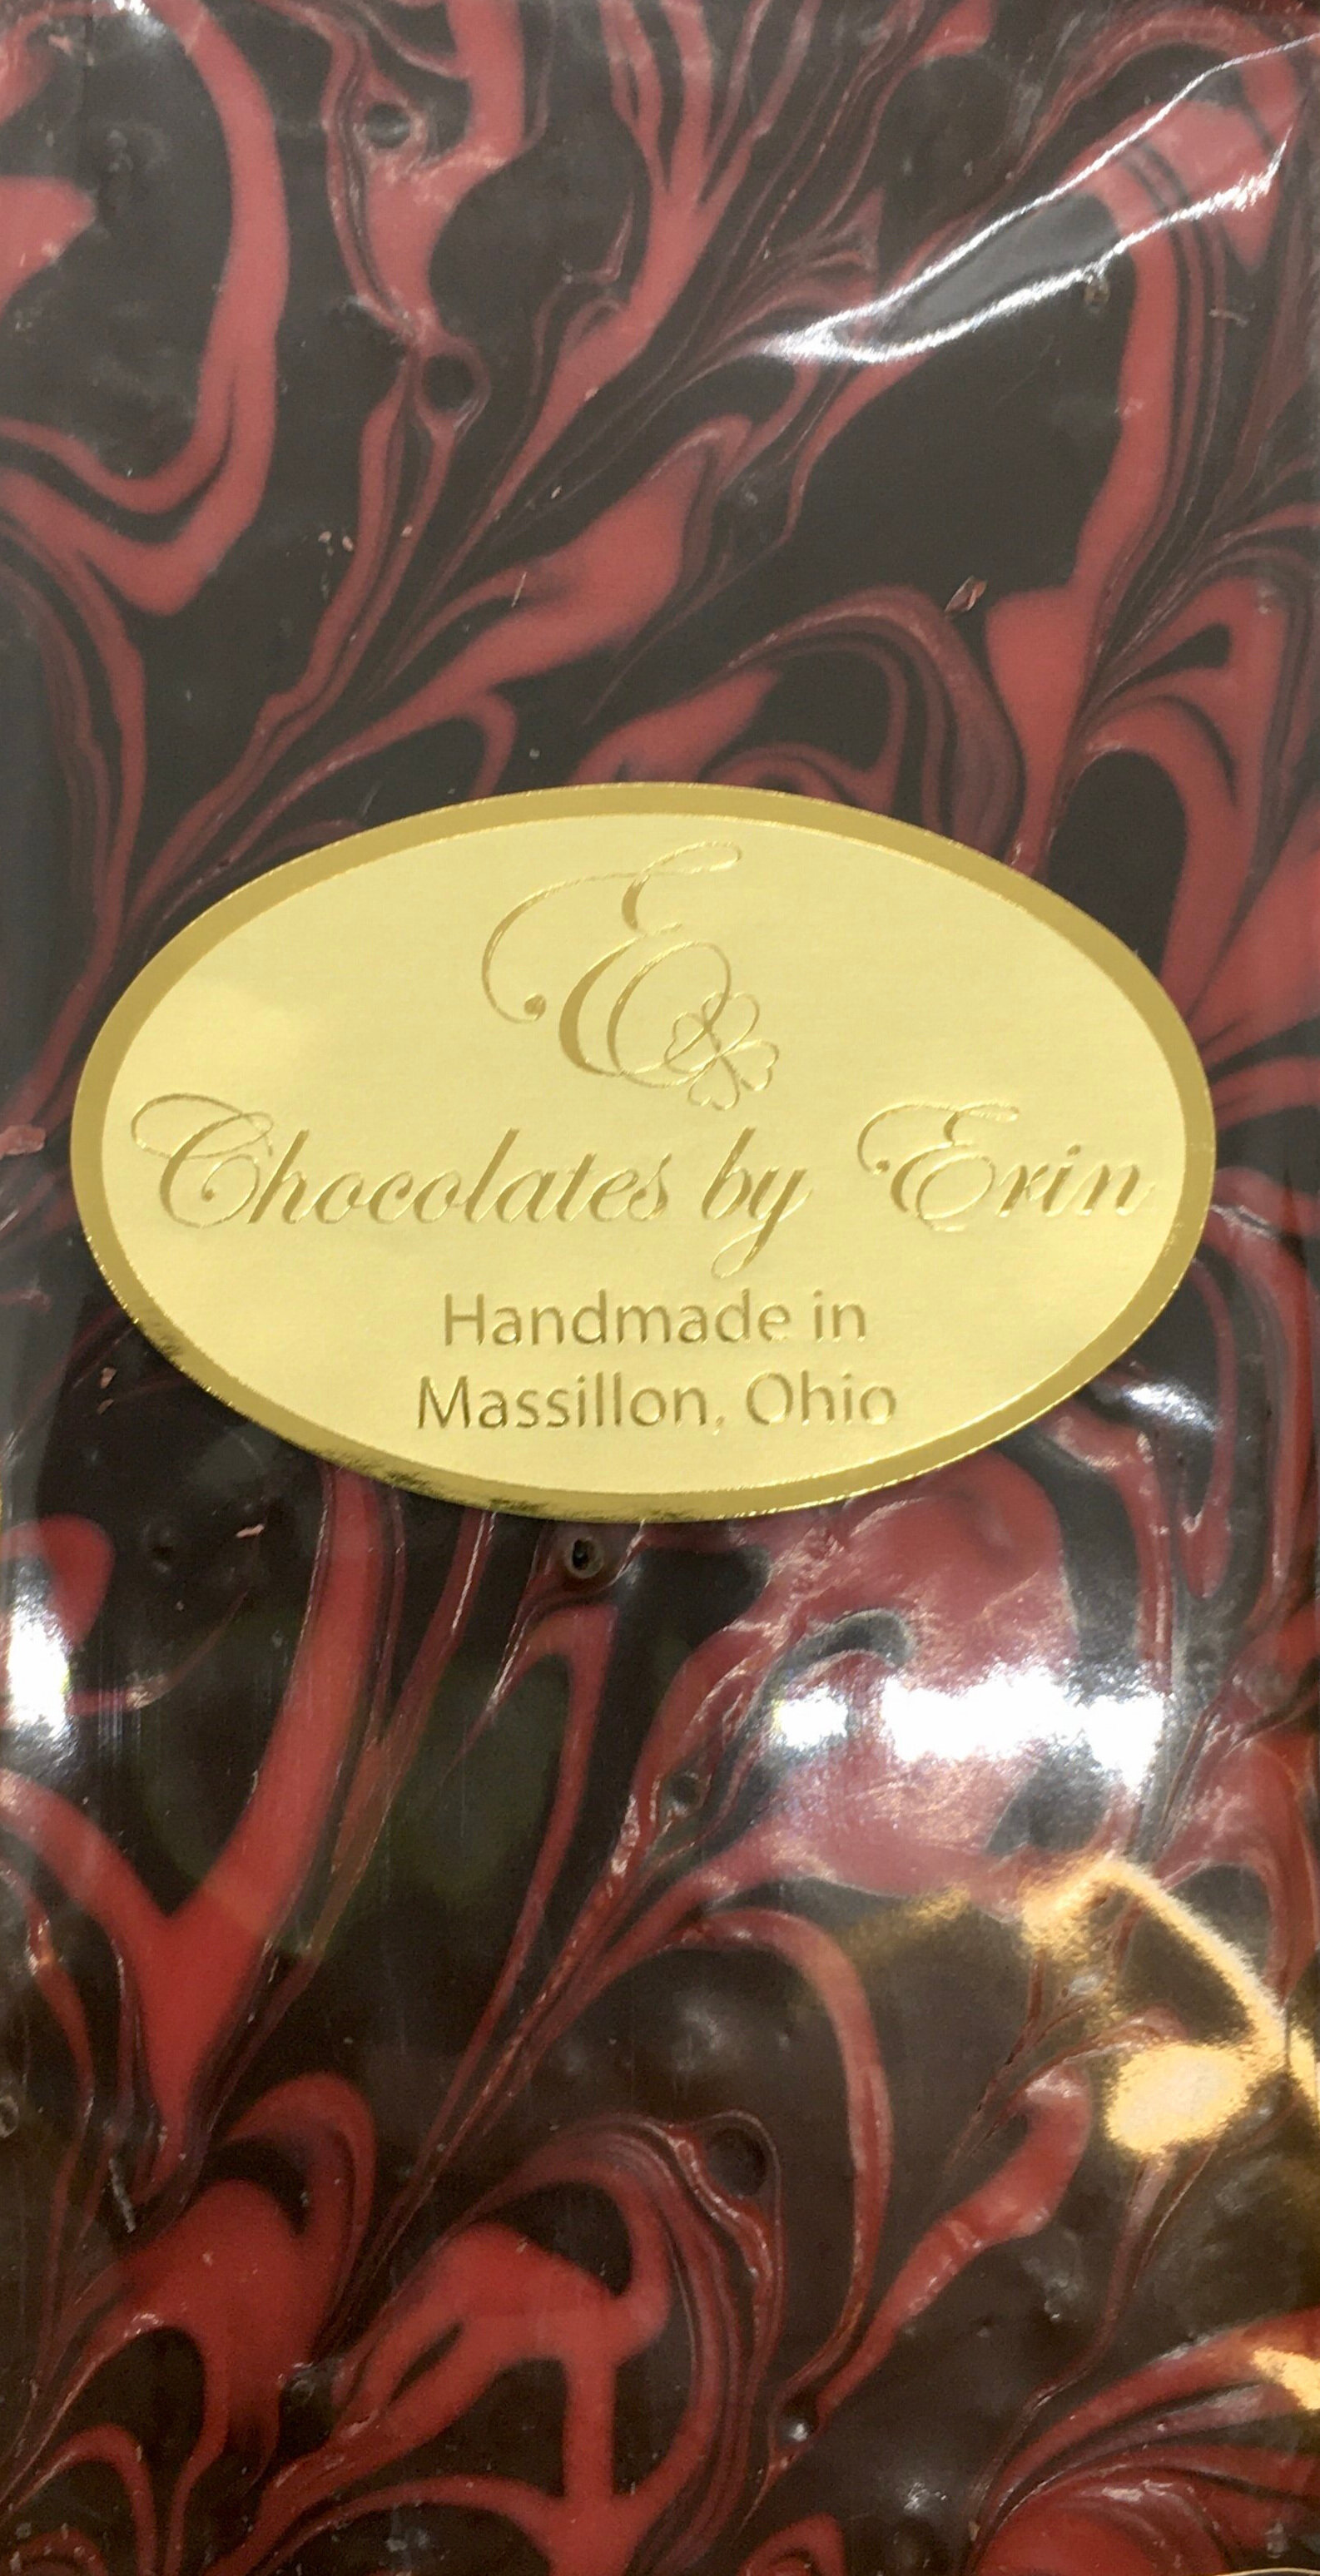 E
Chocolates by Erin
Handmade in
Massillon, Ohio